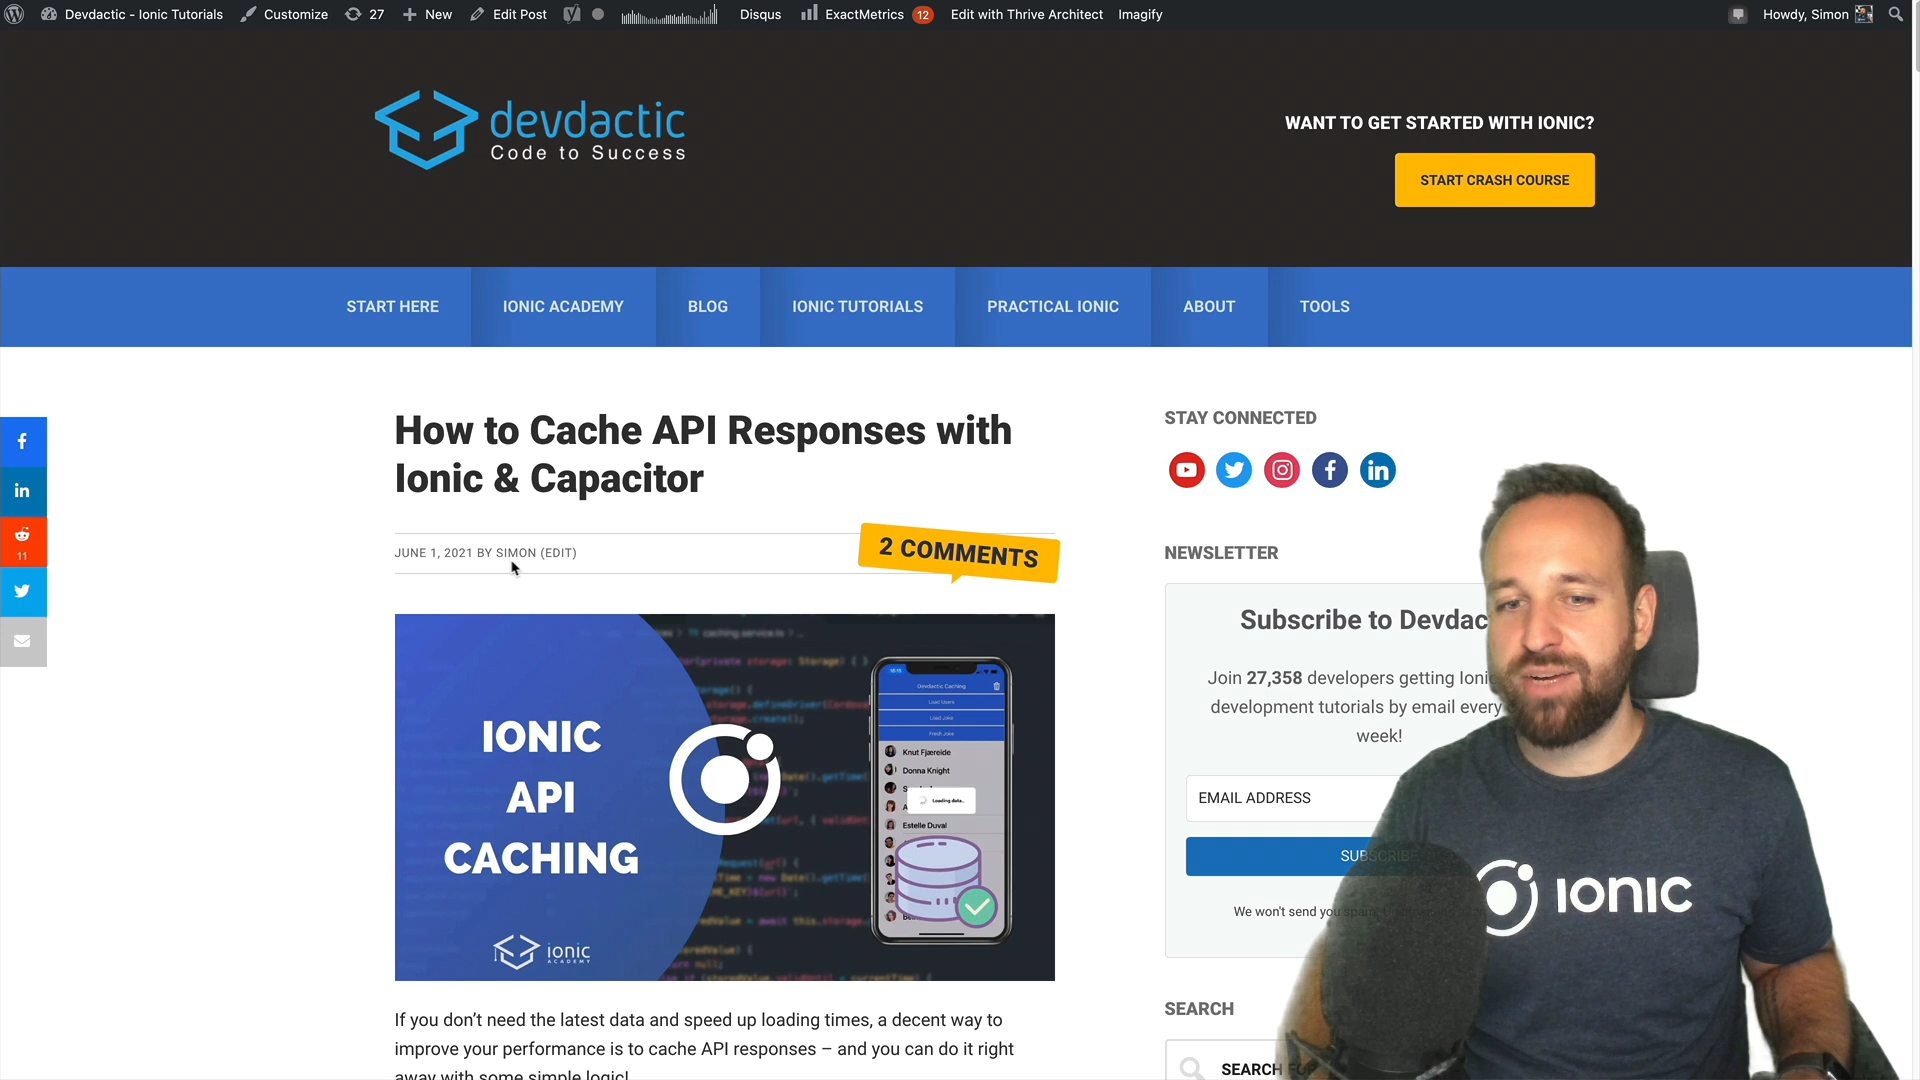 Devdactic - Ionic Tutorials Customize 27 New Edit Post Disqus ExactMetrics 12 Edit with Thrive Architect Imagify Howdy, Simon
devdactic
Code to Success
WANT TO GET STARTED WITH IONIC?
START CRASH COURSE
START HERE IONIC ACADEMY BLOG IONIC TUTORIALS PRACTICAL IONIC ABOUT TOOLS
How to Cache API Responses with
Ionic & Capacitor
JUNE 1, 2021 BY SIMON (EDIT)
2 COMMENTS
11
IONIC
API
CACHING
ionic
ACADEMY
Devdactic Caching
Load Users
Load Joke
Fresh Joke
Knut Fjæreide
Donna Knight
Loading data..
Estelle Duval
If you don’t need the latest data and speed up loading times, a decent way to
improve your performance is to cache API responses – and you can do it right
away with some simple logic!
STAY CONNECTED
NEWSLETTER
Subscribe to Devdac
Join 27,358 developers getting Ionic
development tutorials by email every
week!
EMAIL ADDRESS
SUBSCRIBE
We won't send you spam.
SEARCH
SEARCH FOR
IONIC